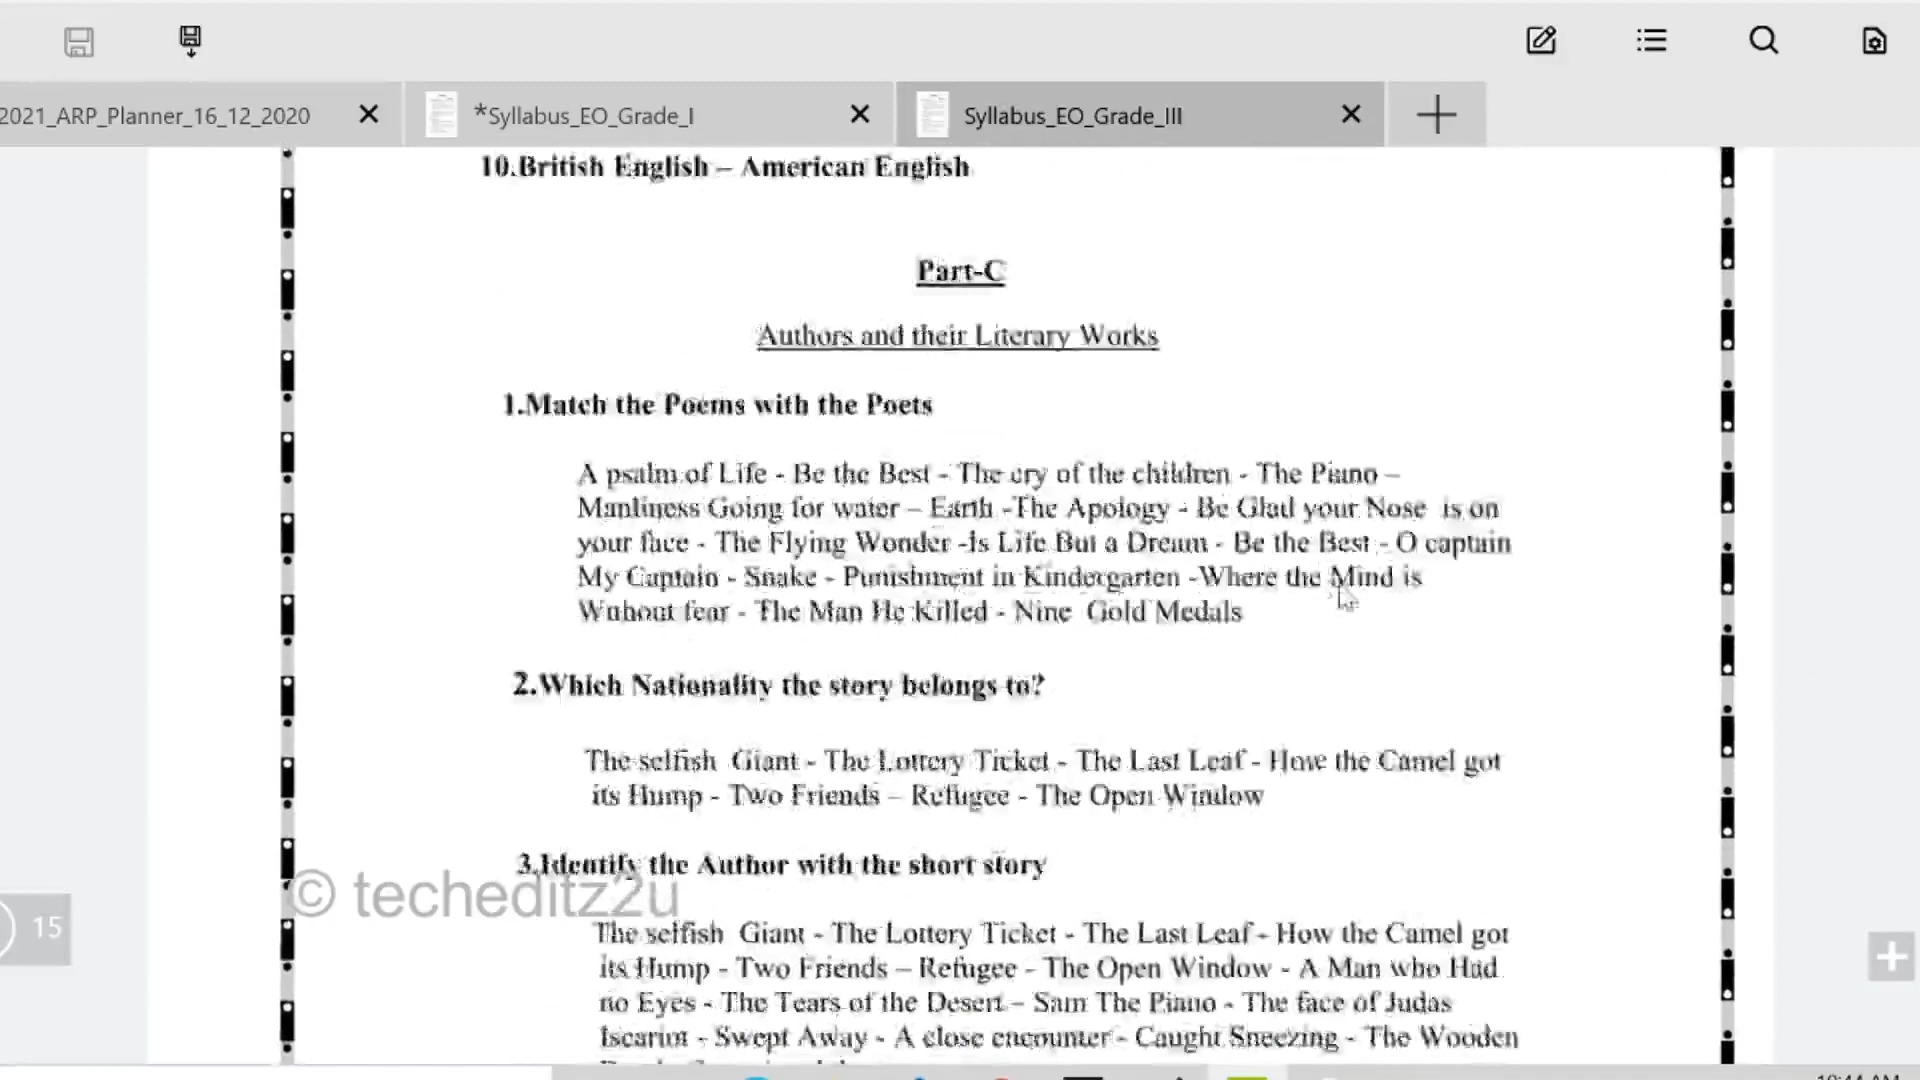 2021_ARP_Planner_16_12_2020
*Syllabus_EO_Grade_I
Syllabus_EO_Grade_III
10.British English – American English
Part-C
Authors and their Literary Works
1.Match the Poems with the Poets
A psalm of Life - Be the Best - The cry of the children - The Piano –
Manliness Going for water – Earth -The Apology - Be Glad your Nose is on
your face - The Flying Wonder -Is Life But a Dream - Be the Best - O captain
My Captain - Snake - Punishment in Kindergarten -Where the Mind is
Without fear - The Man He Killed - Nine Gold Medals
2.Which Nationality the story belongs to?
The selfish Giant - The Lottery Ticket - The Last Leaf - How the Camel got
its Hump - Two Friends – Refugee - The Open Window
3.Identify the Author with the short story
© techeditz2u
15
The selfish Giant - The Lottery Ticket - The Last Leaf - How the Camel got
its Hump - Two Friends – Refugee - The Open Window - A Man who Had
no Eyes - The Tears of the Desert – Sam The Piano - The face of Judas
Iscariot - Swept Away - A close encounter - Caught Sneezing - The Wooden
10:44 AM